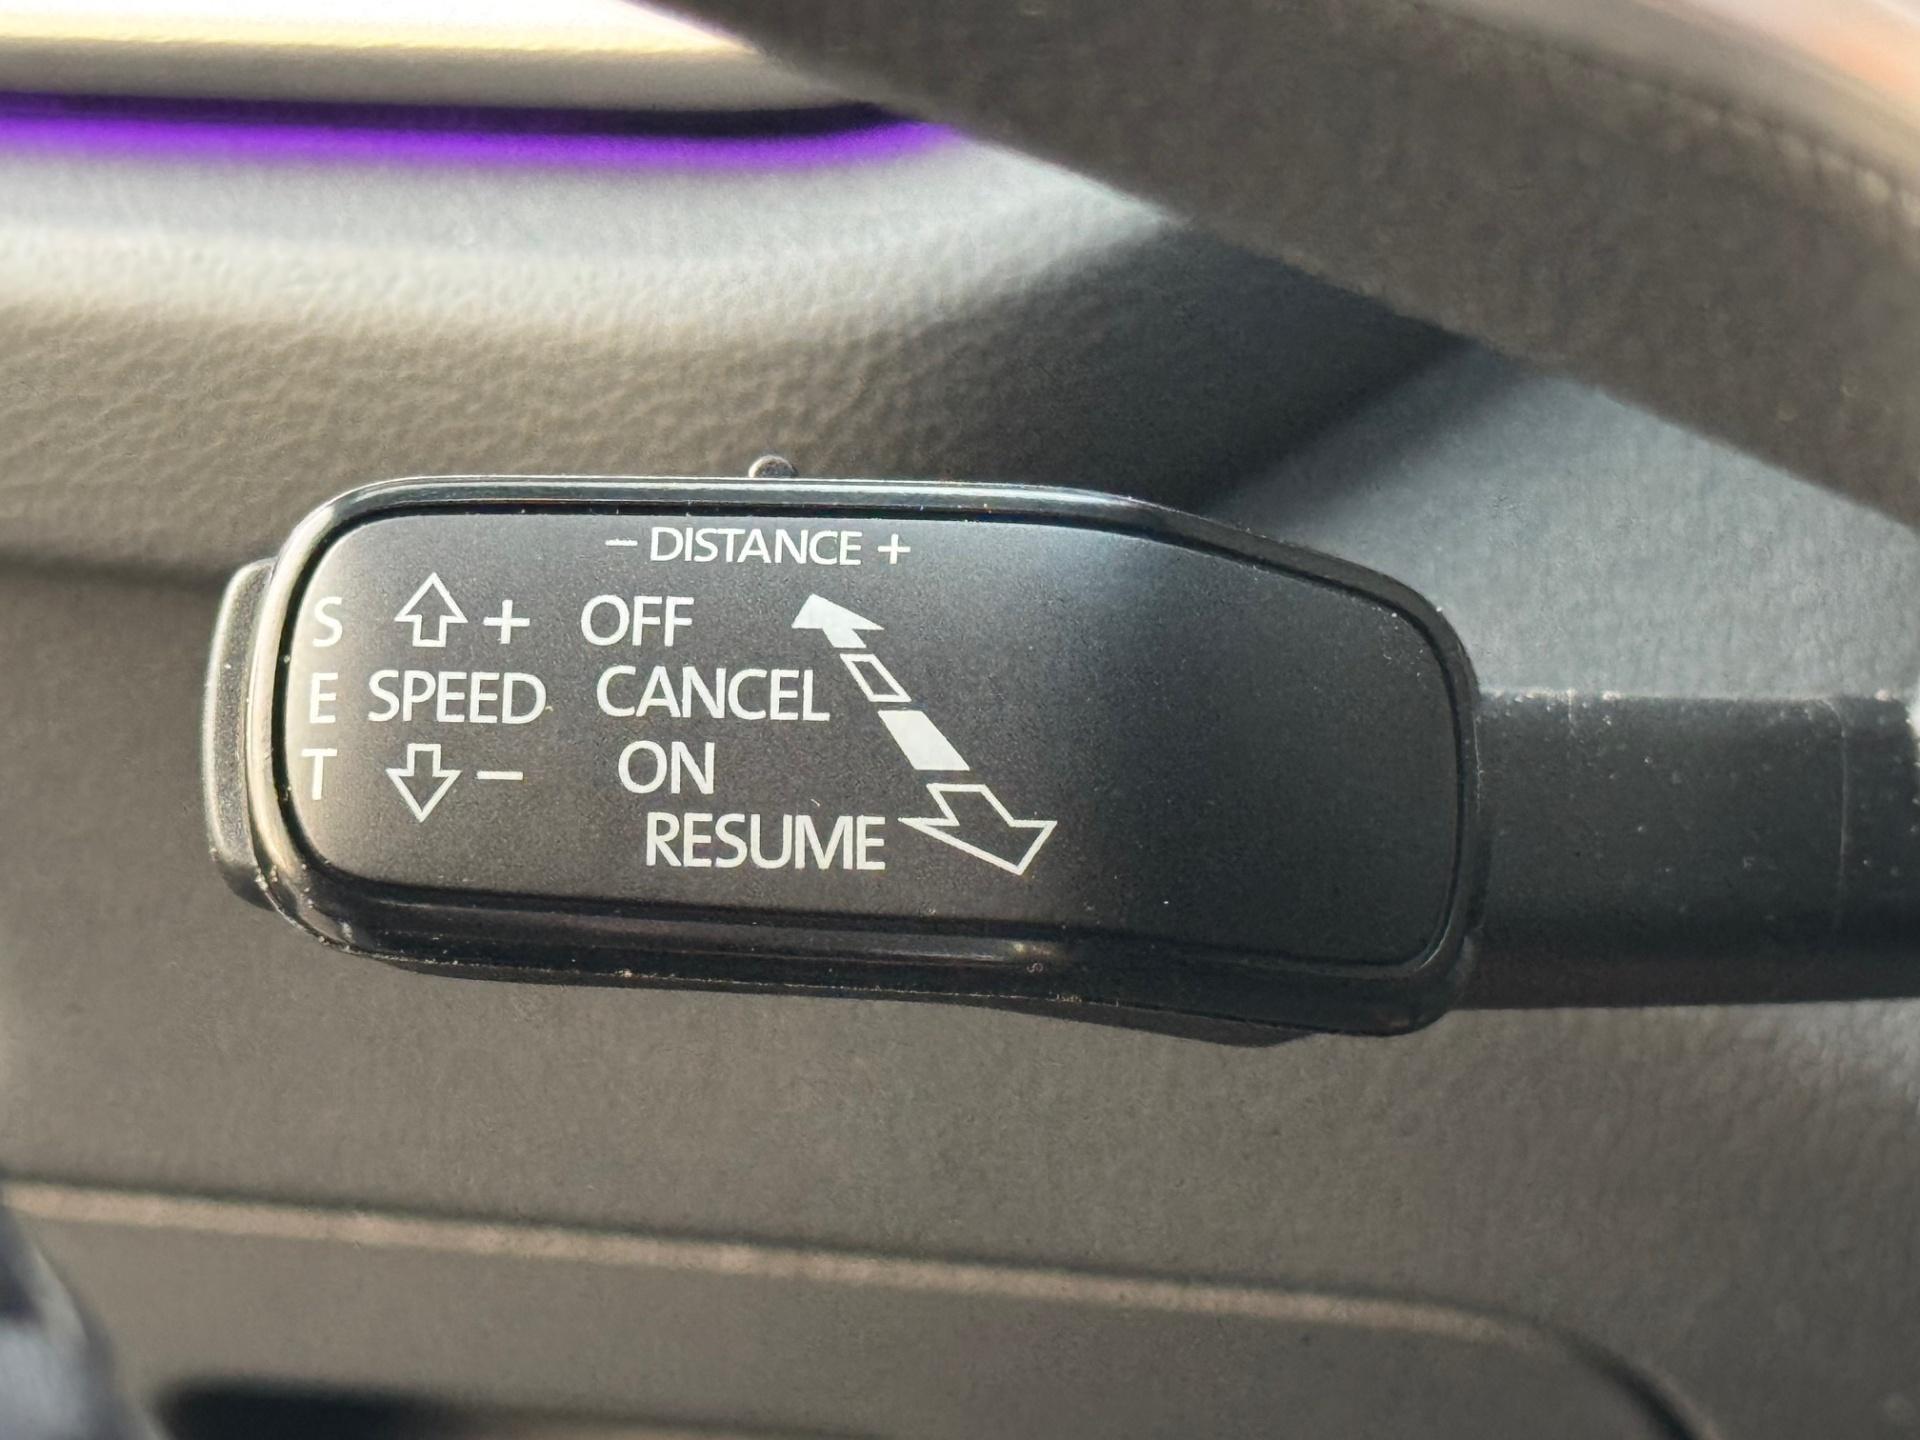 − DISTANCE +
S + OFF
E SPEED CANCEL
T − ON
RESUME